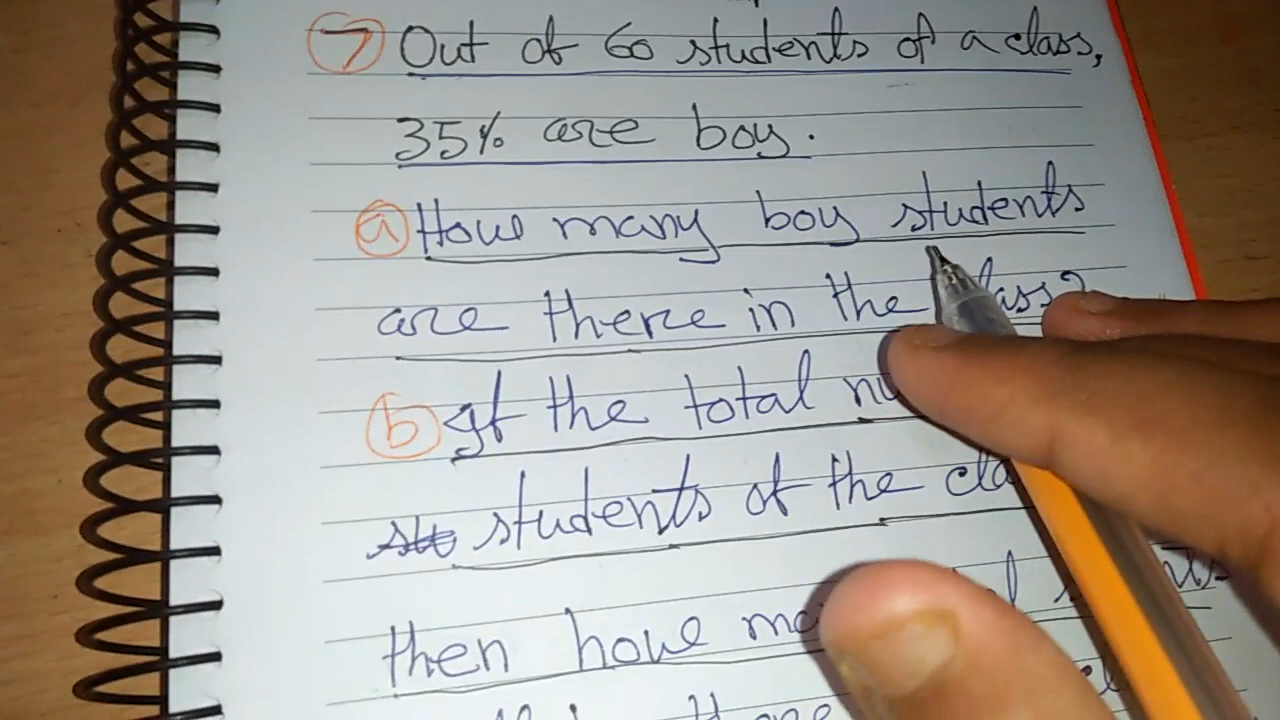 7 Out of 60 students of a class,
35% are boy.
a How many boy students
are there in the class?
b If the total
students of the
then how